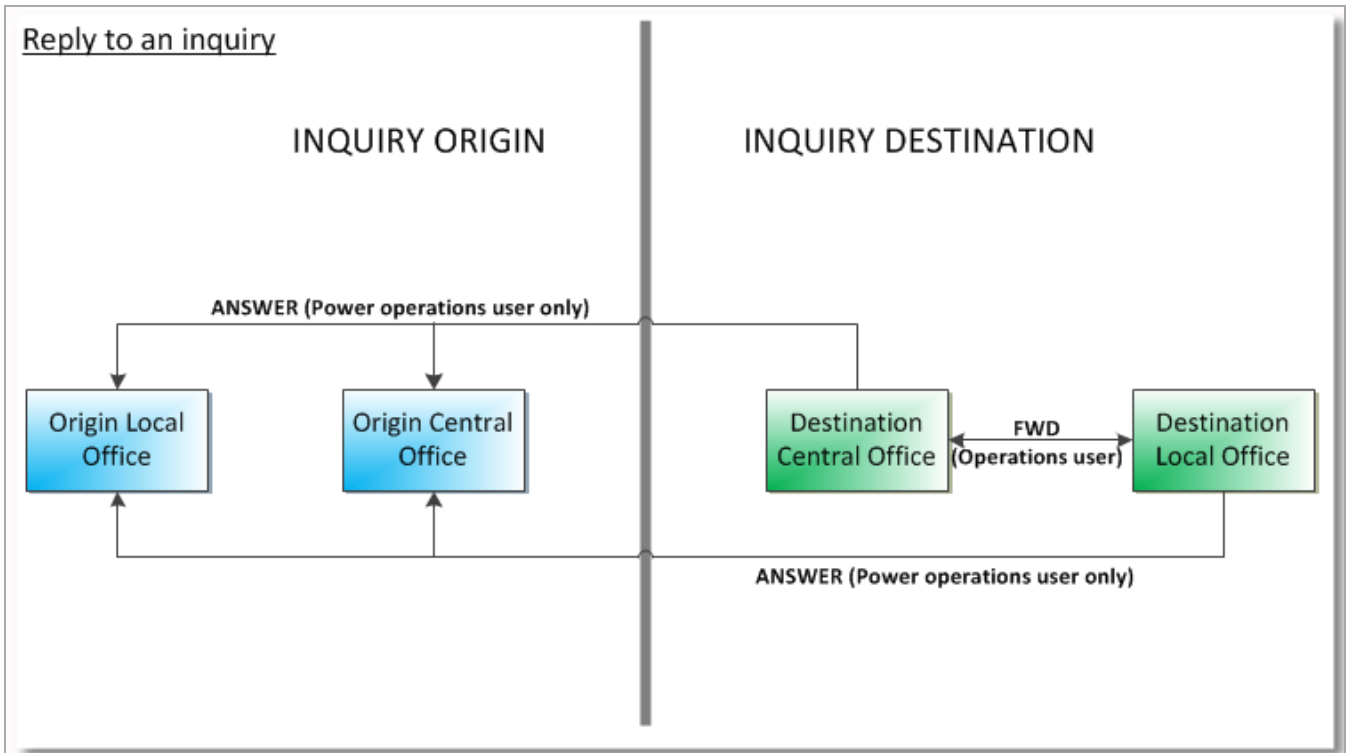 Reply to an inquiry
INQUIRY ORIGIN
INQUIRY DESTINATION
ANSWER (Power operations user only)
Origin Local
Office
Origin Central
Office
Destination
Central Office
FWD
(Operations user)
Destination
Local Office
ANSWER (Power operations user only)